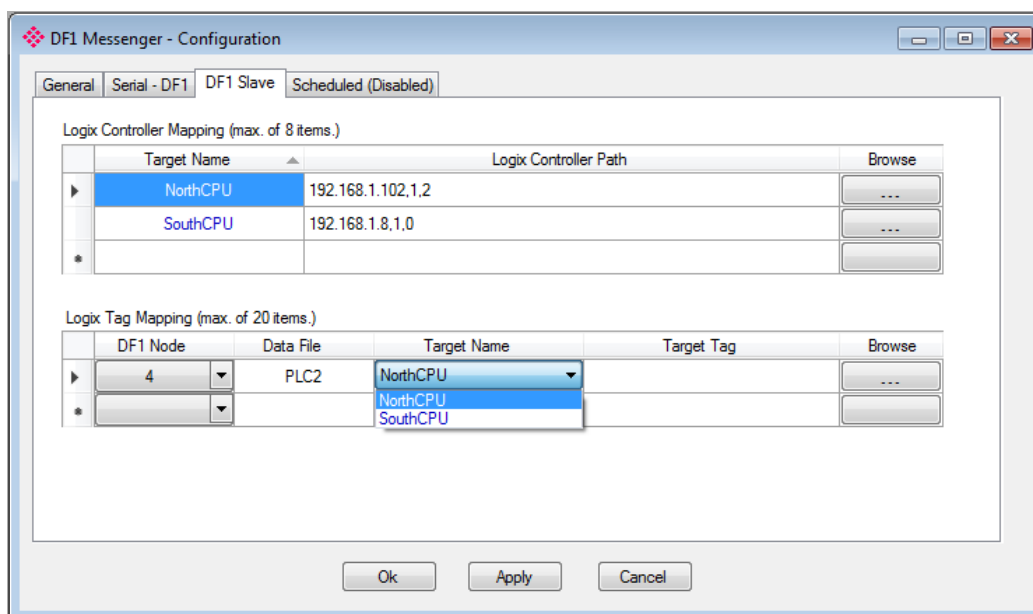 DF1 Messenger - Configuration
General Serial - DF1 DF1 Slave Scheduled (Disabled)
Logix Controller Mapping (max. of 8 items.)
Target Name Logix Controller Path Browse
NorthCPU 192.168.1.102,1,2 ...
SouthCPU 192.168.1.8,1,0 ...
*
Logix Tag Mapping (max. of 20 items.)
DF1 Node Data File Target Name Target Tag Browse
4 PLC2 NorthCPU ...
* NorthCPU
SouthCPU
Ok Apply Cancel